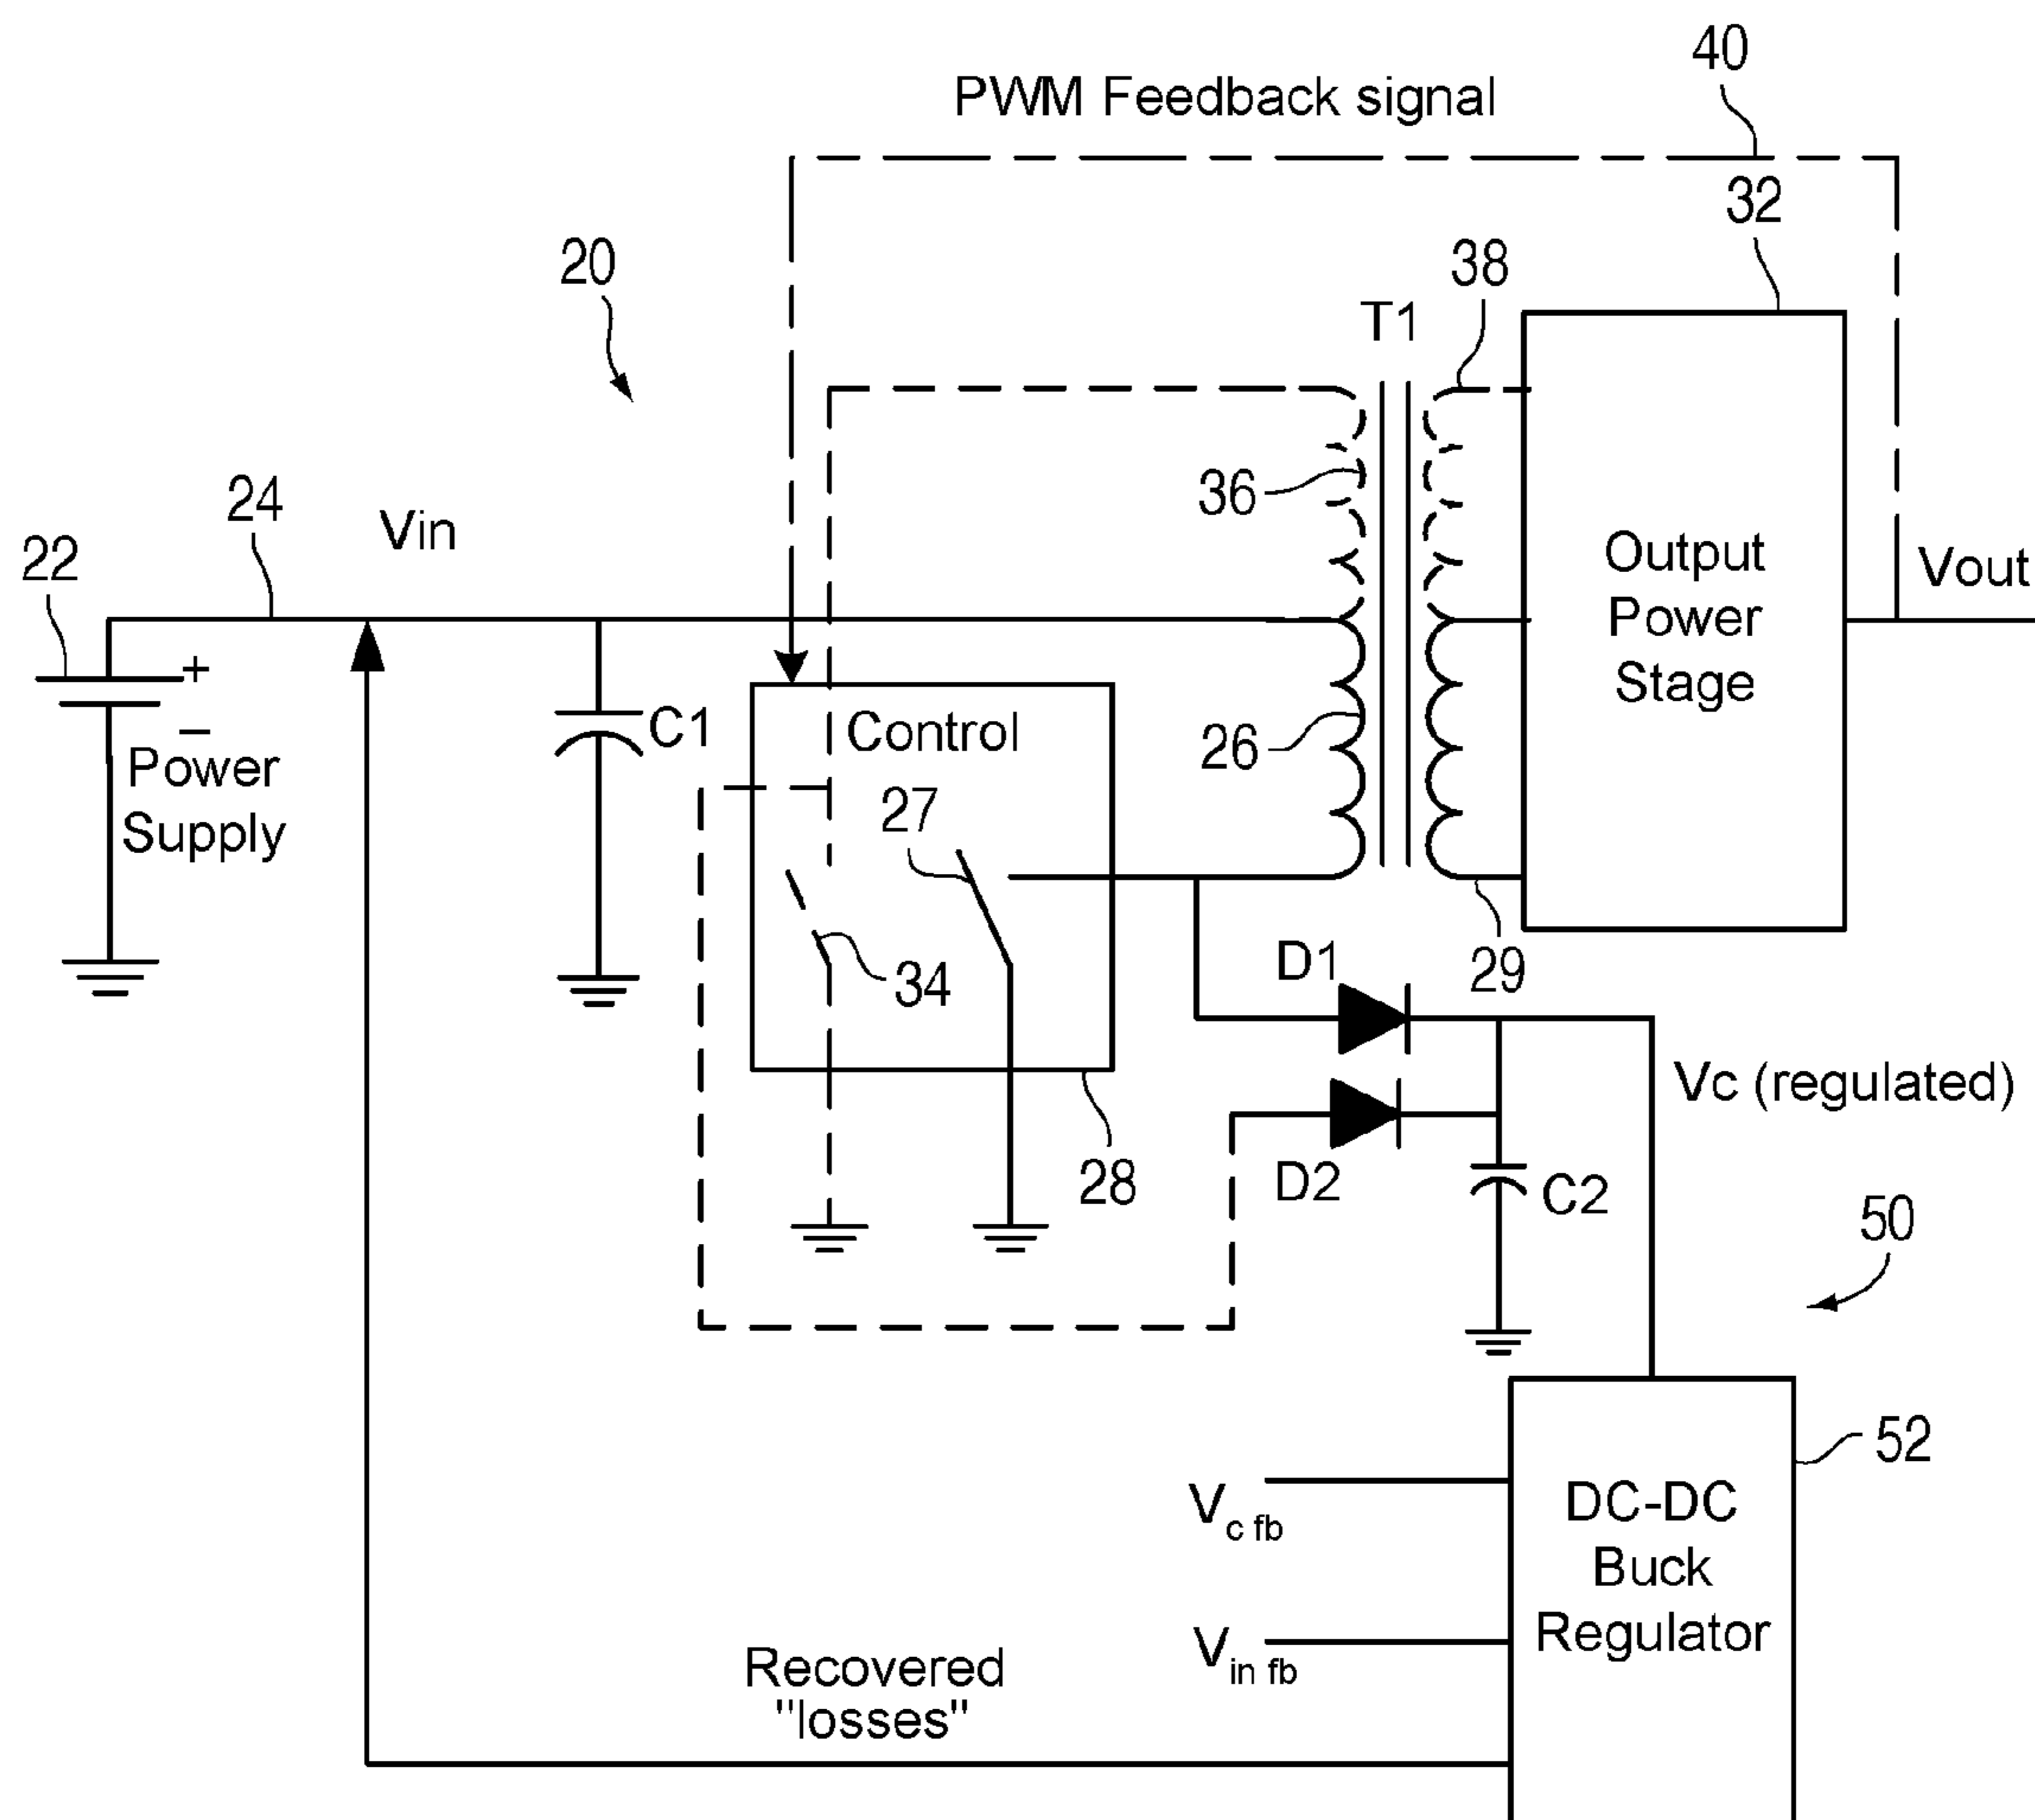 40
PWM Feedback signal
32
20
38
T1
36
24
Vin
22
Output
Power
Stage
Vout
+
−
Power
Supply
C1
Control
26
27
34
29
D1
Vc (regulated)
28
D2
C2
50
52
V c fb
DC-DC
Buck
Regulator
V in fb
Recovered
"losses"